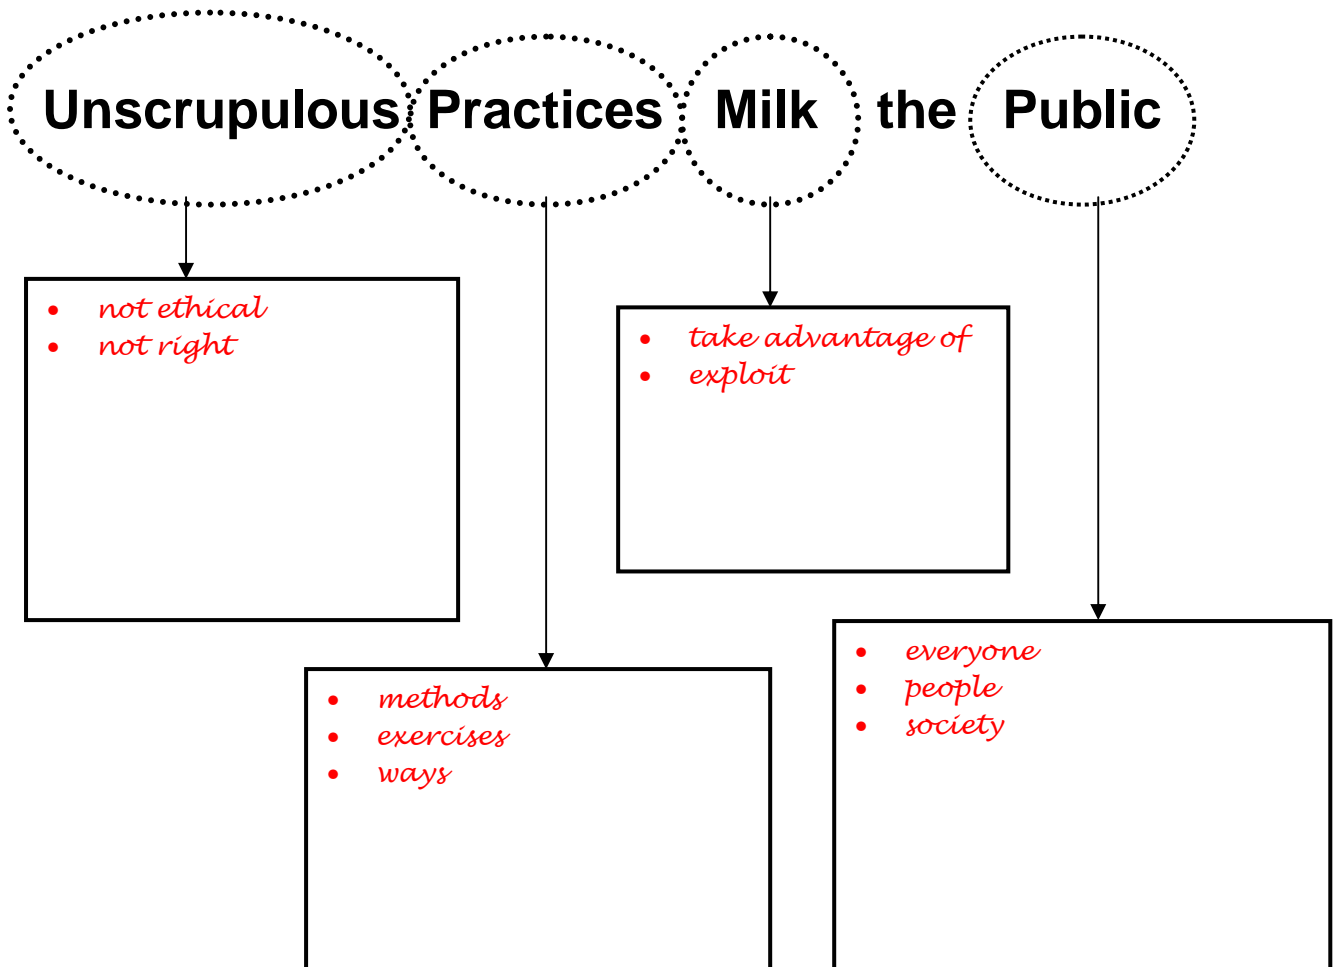 Unscrupulous Practices Milk the Public
• not ethical
• not right
• take advantage of
• exploit
• methods
• exercises
• ways
• everyone
• people
• society